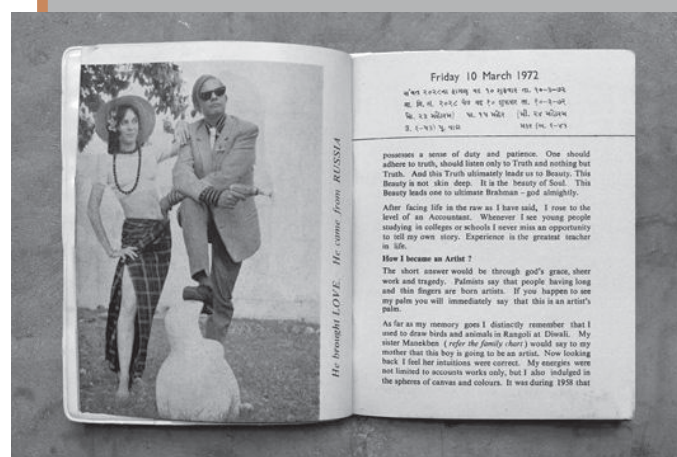 He brought LOVE. He came from RUSSIA
Friday 10 March 1972
possesses a sense of duty and patience. One should
adhere to truth, should listen only to Truth and nothing but
Truth. And this Truth ultimately leads us to Beauty. This
Beauty is not skin deep. It is the beauty of Soul. This
Beauty leads one to ultimate Brahman – god almighty.
After facing life in the raw as I have said, I rose to the
level of an Accountant. Whenever I see young people
studying in colleges or schools I never miss an opportunity
to tell my own story. Experience is the greatest teacher
in life.
How I became an Artist ?
The short answer would be through god's grace, sheer
work and tragedy. Palmists say that people having long
and thin fingers are born artists. If you happen to see
my palm you will immediately say that this is an artist's
palm.
As far as my memory goes I distinctly remember that I
used to draw birds and animals in Rangoli at Diwali. My
sister Manekben ( refer the family chart ) would say to my
mother that this boy is going to be an artist. Now looking
back I feel her intuitions were correct. My energies were
not limited to accounts works only, but I also indulged in
the spheres of canvas and colours. It was during 1958 that